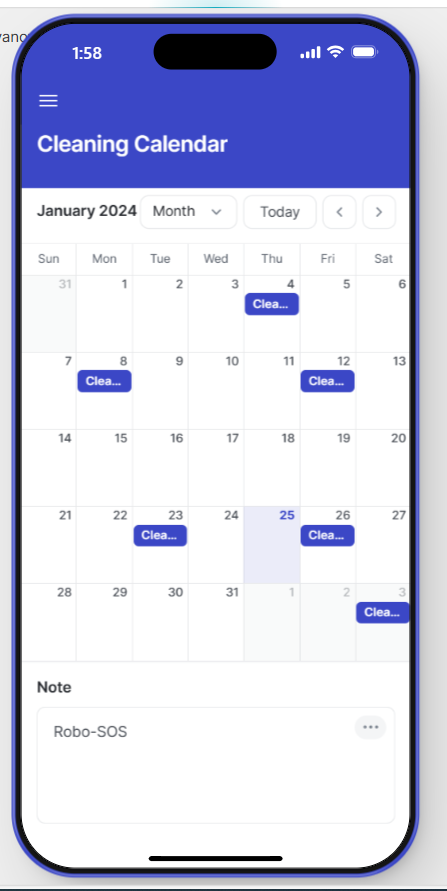 1:58
Cleaning Calendar
January 2024 Month Today
Sun Mon Tue Wed Thu Fri Sat
31 1 2 3 4 5 6
Clea...
7 8 9 10 11 12 13
Clea... Clea...
14 15 16 17 18 19 20
21 22 23 24 25 26 27
Clea... Clea...
28 29 30 31 1 2 3
Clea...
Note
Robo-SOS